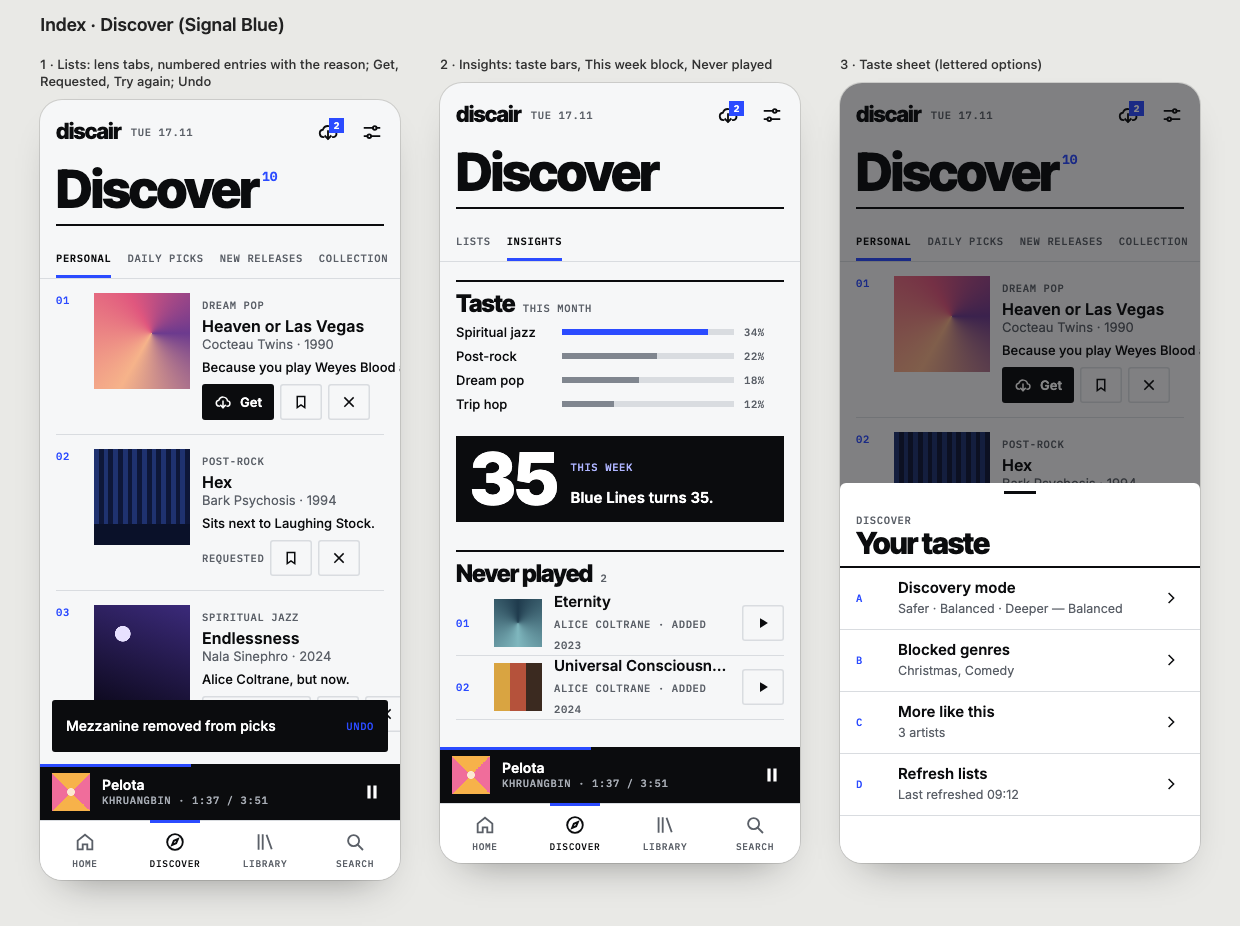 Index · Discover (Signal Blue)
1 · Lists: lens tabs, numbered entries with the reason; Get,
Requested, Try again; Undo
discair TUE 17.11 2
Discover 10
PERSONAL DAILY PICKS NEW RELEASES COLLECTION
01
DREAM POP
Heaven or Las Vegas
Cocteau Twins · 1990
Because you play Weyes Blood
Get
02
POST-ROCK
Hex
Bark Psychosis · 1994
Sits next to Laughing Stock.
REQUESTED
03
SPIRITUAL JAZZ
Endlessness
Nala Sinephro · 2024
Alice Coltrane, but now.
Mezzanine removed from picks UNDO
Pelota
KHRUANGBIN · 1:37 / 3:51
HOME DISCOVER LIBRARY SEARCH
2 · Insights: taste bars, This week block, Never played
discair TUE 17.11 2
Discover
LISTS INSIGHTS
Taste THIS MONTH
Spiritual jazz 34%
Post-rock 22%
Dream pop 18%
Trip hop 12%
35 THIS WEEK
Blue Lines turns 35.
Never played 2
01
Eternity
ALICE COLTRANE · ADDED
2023
02
Universal Consciousn...
ALICE COLTRANE · ADDED
2024
Pelota
KHRUANGBIN · 1:37 / 3:51
HOME DISCOVER LIBRARY SEARCH
3 · Taste sheet (lettered options)
discair TUE 17.11 2
Discover 10
PERSONAL DAILY PICKS NEW RELEASES COLLECTION
01
DREAM POP
Heaven or Las Vegas
Cocteau Twins · 1990
Because you play Weyes Blood
Get
02
POST-ROCK
Hex
Bark Psychosis · 1994
DISCOVER
Your taste
A Discovery mode
Safer · Balanced · Deeper — Balanced
B Blocked genres
Christmas, Comedy
C More like this
3 artists
D Refresh lists
Last refreshed 09:12